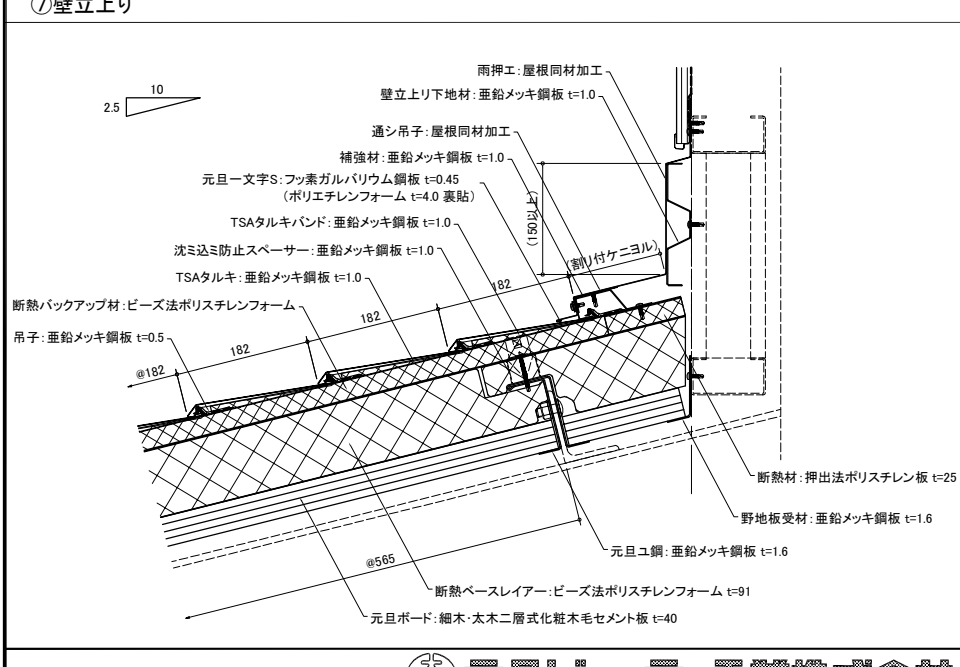 ⑦壁立上り
10
2.5
雨押エ:屋根同材加工
壁立上り下地材:亜鉛メッキ鋼板 t=1.0
通シ吊子:屋根同材加工
補強材:亜鉛メッキ鋼板 t=1.0
元旦一文字S:フッ素ガルバリウム鋼板 t=0.45
(ポリエチレンフォーム t=4.0 裏貼)
TSAタルキバンド:亜鉛メッキ鋼板 t=1.0
沈ミ込ミ防止スペーサー:亜鉛メッキ鋼板 t=1.0
TSAタルキ:亜鉛メッキ鋼板 t=1.0
断熱バックアップ材:ビーズ法ポリスチレンフォーム
吊子:亜鉛メッキ鋼板 t=0.5
(150以上)
(割り付ケニヨル)
182
182
182
@182
断熱材:押出法ポリスチレン板 t=25
野地板受材:亜鉛メッキ鋼板 t=1.6
元旦ユ鋼:亜鉛メッキ鋼板 t=1.6
@565
断熱ベースレイアー:ビーズ法ポリスチレンフォーム t=91
元旦ボード:細木・太木二層式化粧木毛セメント板 t=40